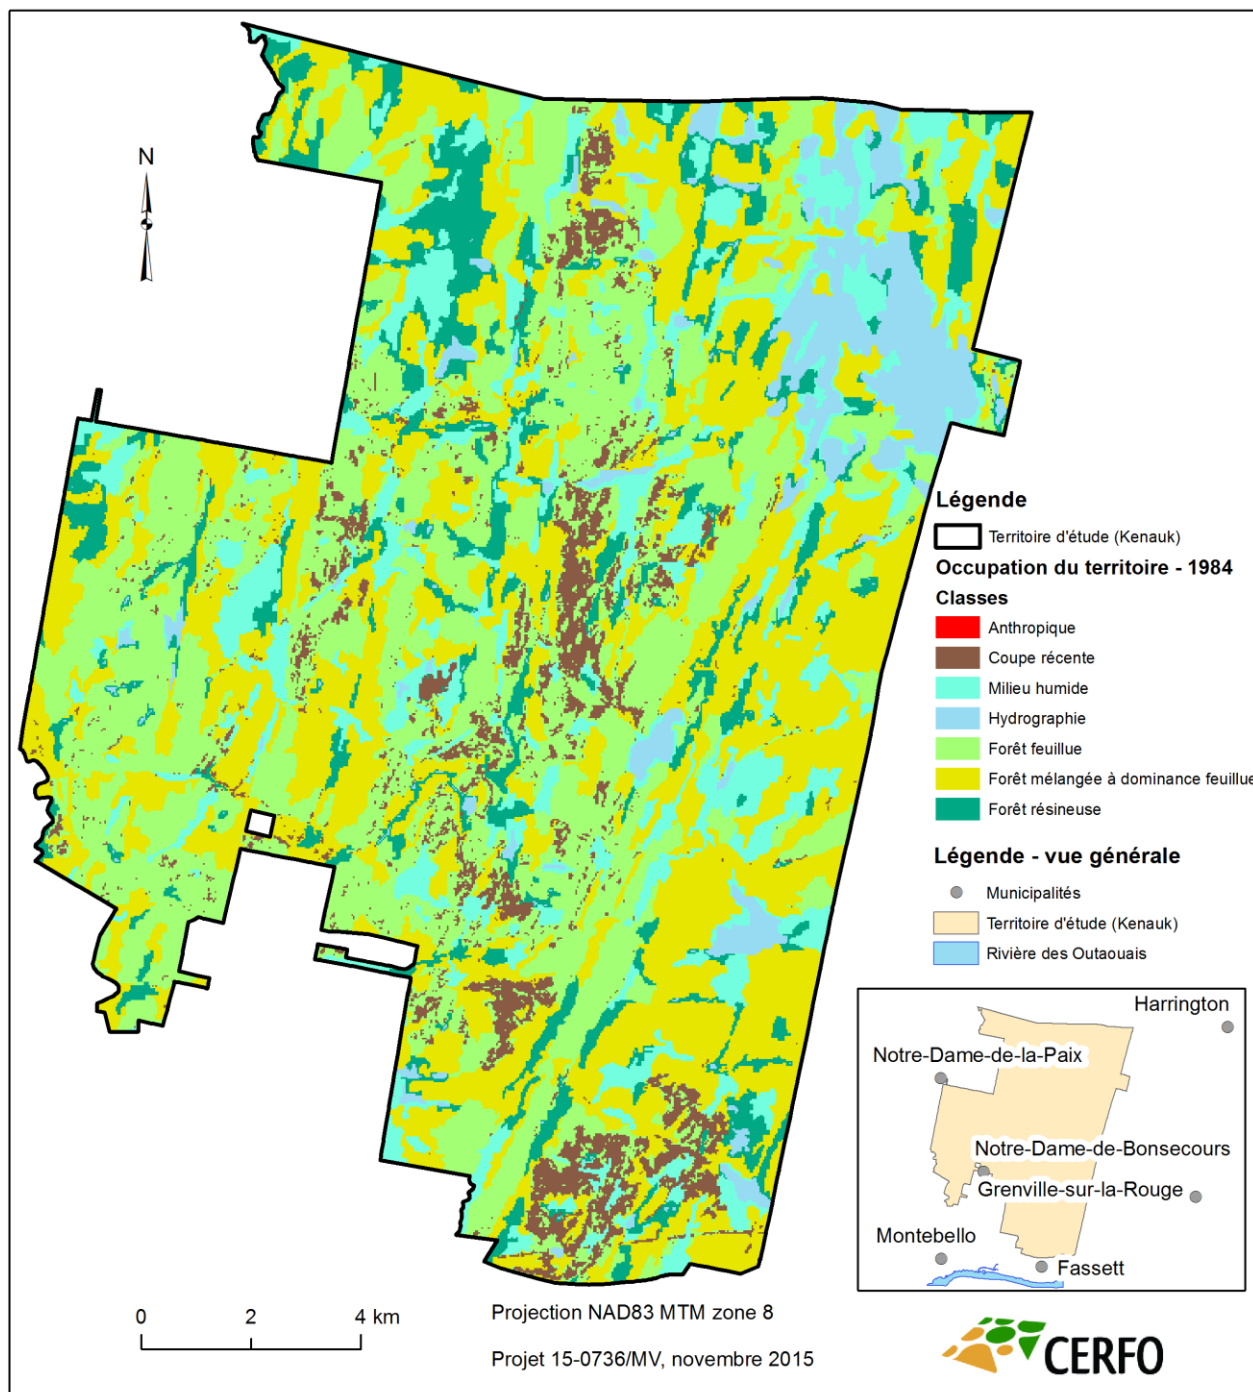 N
Légende
Territoire d'étude (Kenauk)
Occupation du territoire - 1984
Classes
Anthropique
Coupe récente
Milieu humide
Hydrographie
Forêt feuillue
Forêt mélangée à dominance feuillue
Forêt résineuse
Légende - vue générale
Municipalités
Territoire d'étude (Kenauk)
Rivière des Outaouais
Harrington
Notre-Dame-de-la-Paix
Notre-Dame-de-Bonsecours
Grenville-sur-la-Rouge
Montebello
Fassett
0 2 4 km
Projection NAD83 MTM zone 8
Projet 15-0736/MV, novembre 2015
CERFO